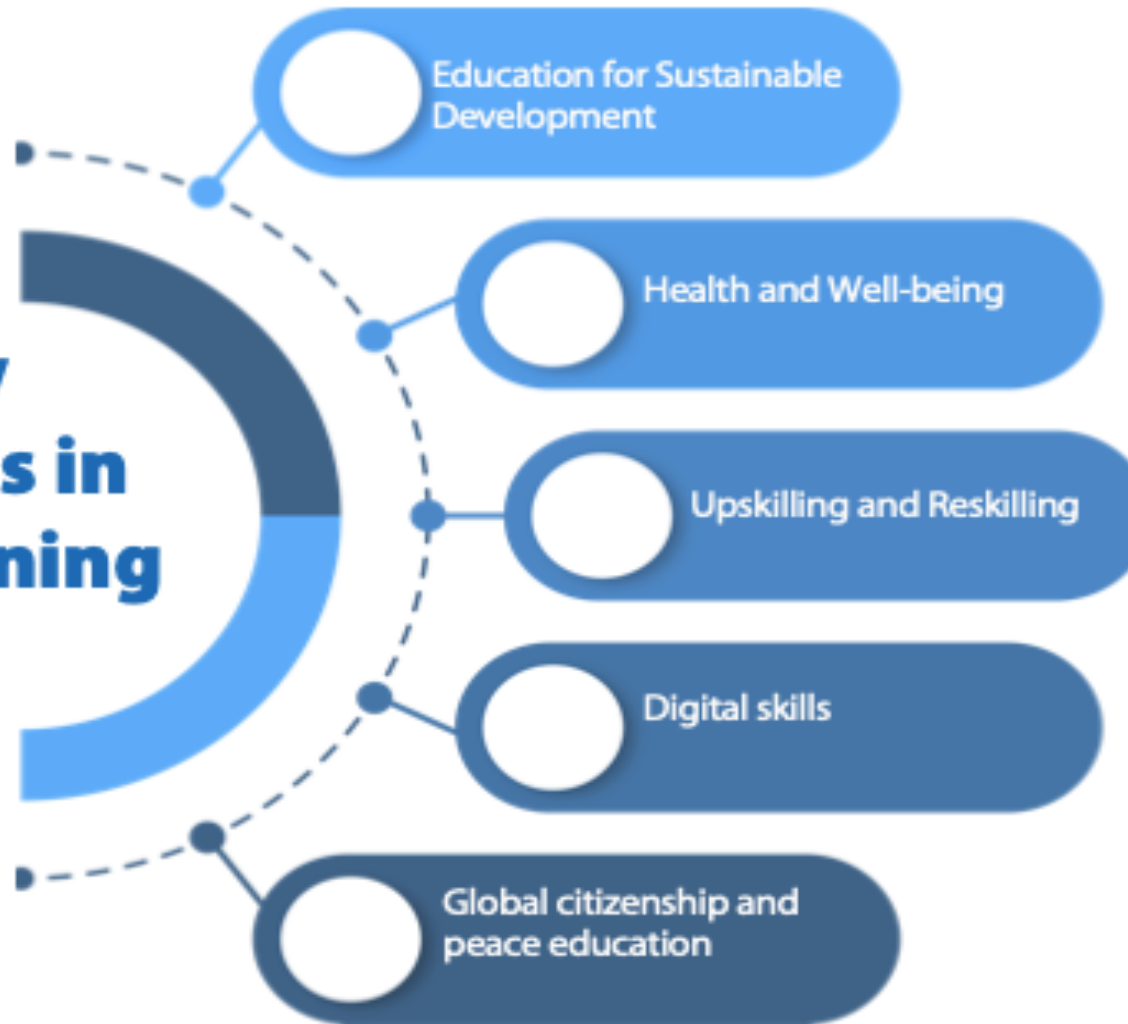 y
s in
ning
Education for Sustainable
Development
Health and Well-being
Upskilling and Reskilling
Digital skills
Global citizenship and
peace education